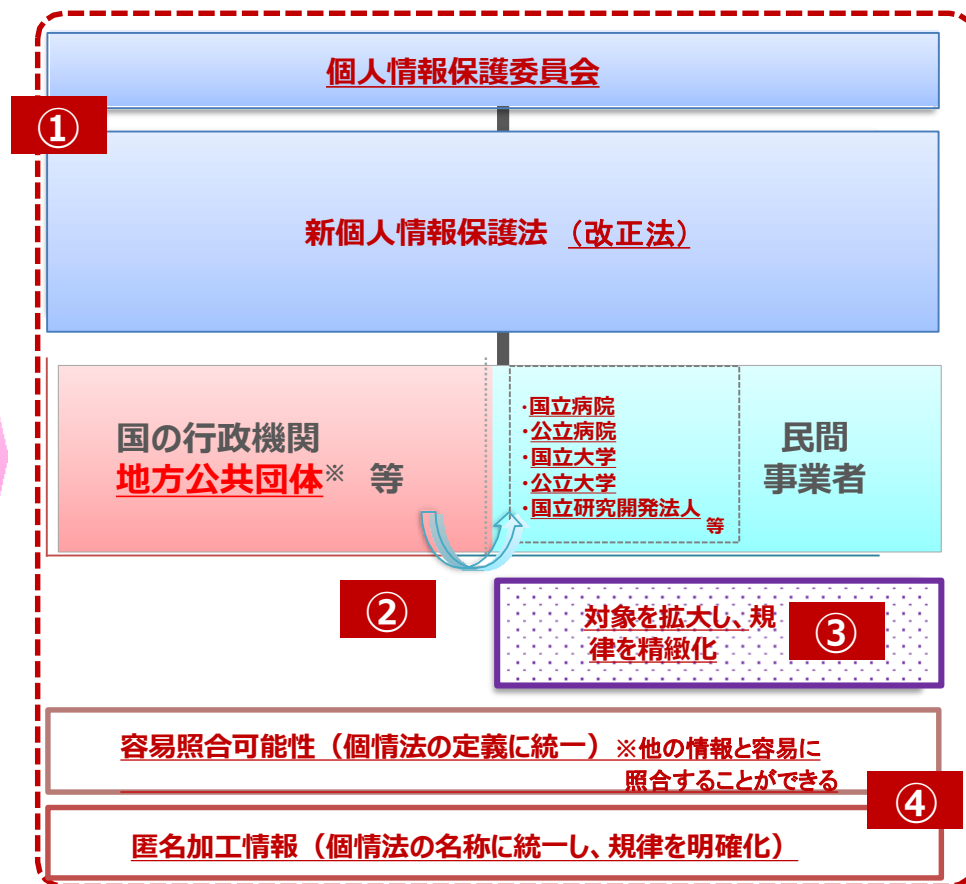 個人情報保護委員会
①
新個人情報保護法 （改正法）
国の行政機関
地方公共団体※ 等
・国立病院
・公立病院
・国立大学
・公立大学
・国立研究開発法人
等
民間
事業者
②
対象を拡大し、規
律を精緻化
③
容易照合可能性（個情法の定義に統一）※他の情報と容易に
照合することができる
④
匿名加工情報（個情法の名称に統一し、規律を明確化）